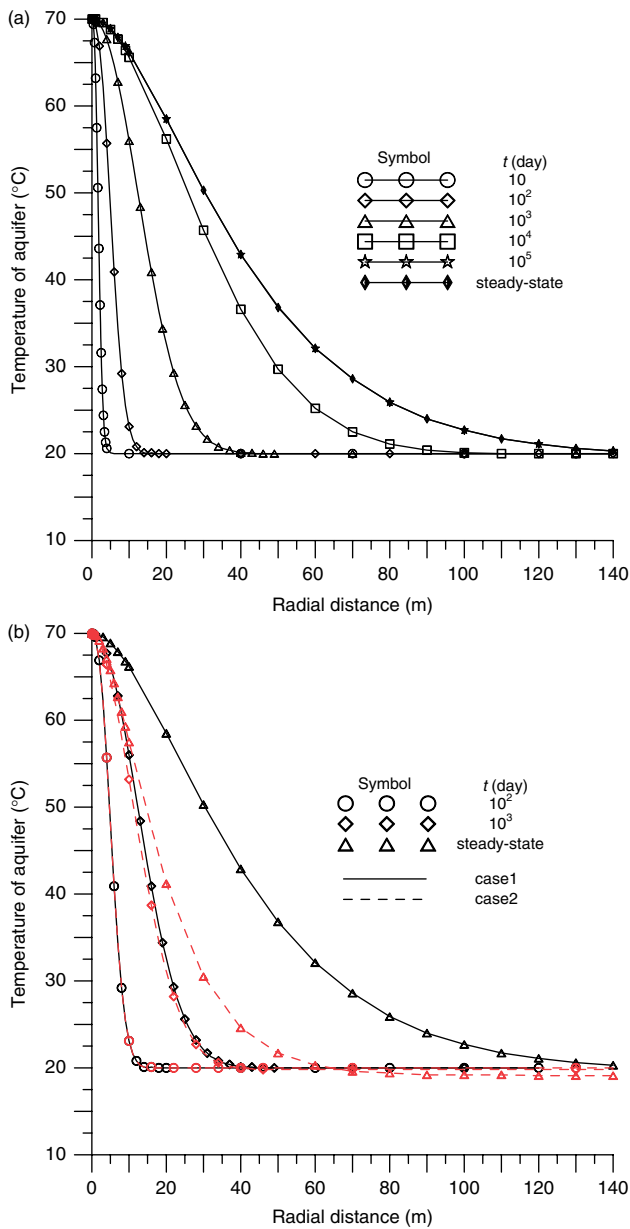 (a)
70
60
50
40
30
20
10
Temperature of aquifer (°C)
0 20 40 60 80 100 120 140
Radial distance (m)
Symbol t (day)
10
10²
10³
10⁴
10⁵
steady-state
(b)
70
60
50
40
30
20
10
Temperature of aquifer (°C)
0 20 40 60 80 100 120 140
Radial distance (m)
Symbol t (day)
10²
10³
steady-state
case1
case2